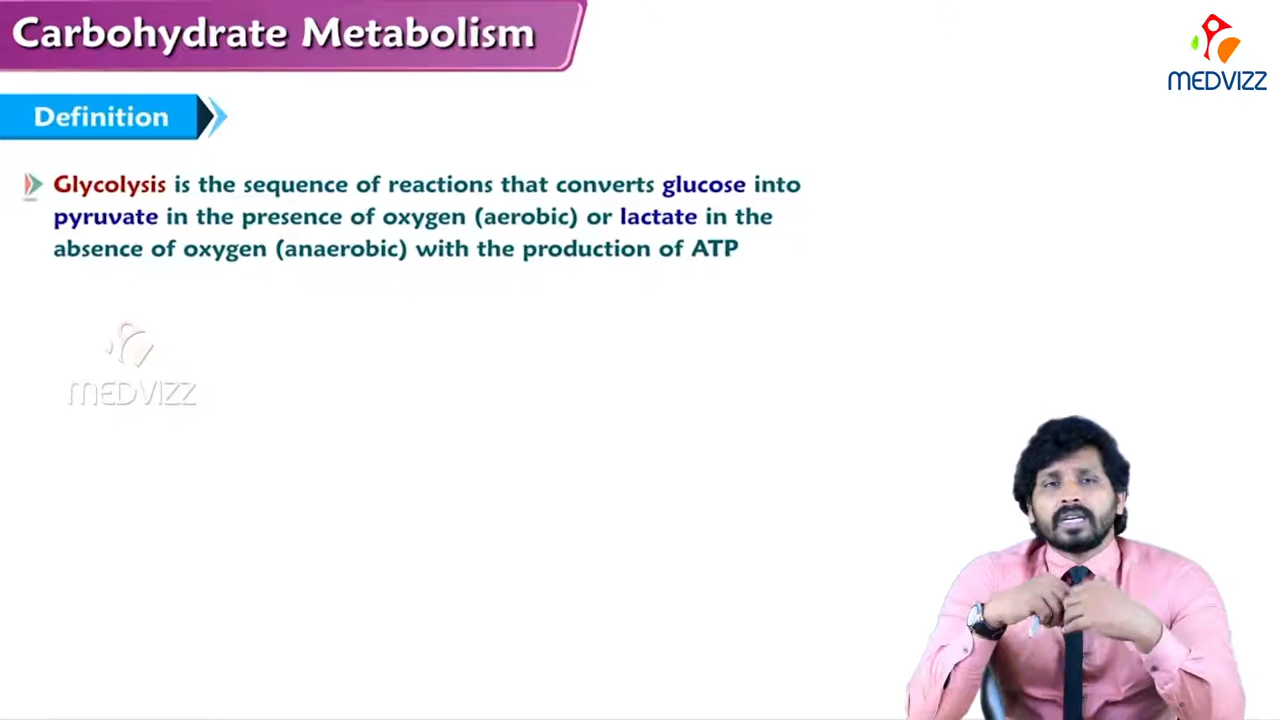 Carbohydrate Metabolism
MEDVIZZ
Definition
Glycolysis is the sequence of reactions that converts glucose into
pyruvate in the presence of oxygen (aerobic) or lactate in the
absence of oxygen (anaerobic) with the production of ATP
MEDVIZZ